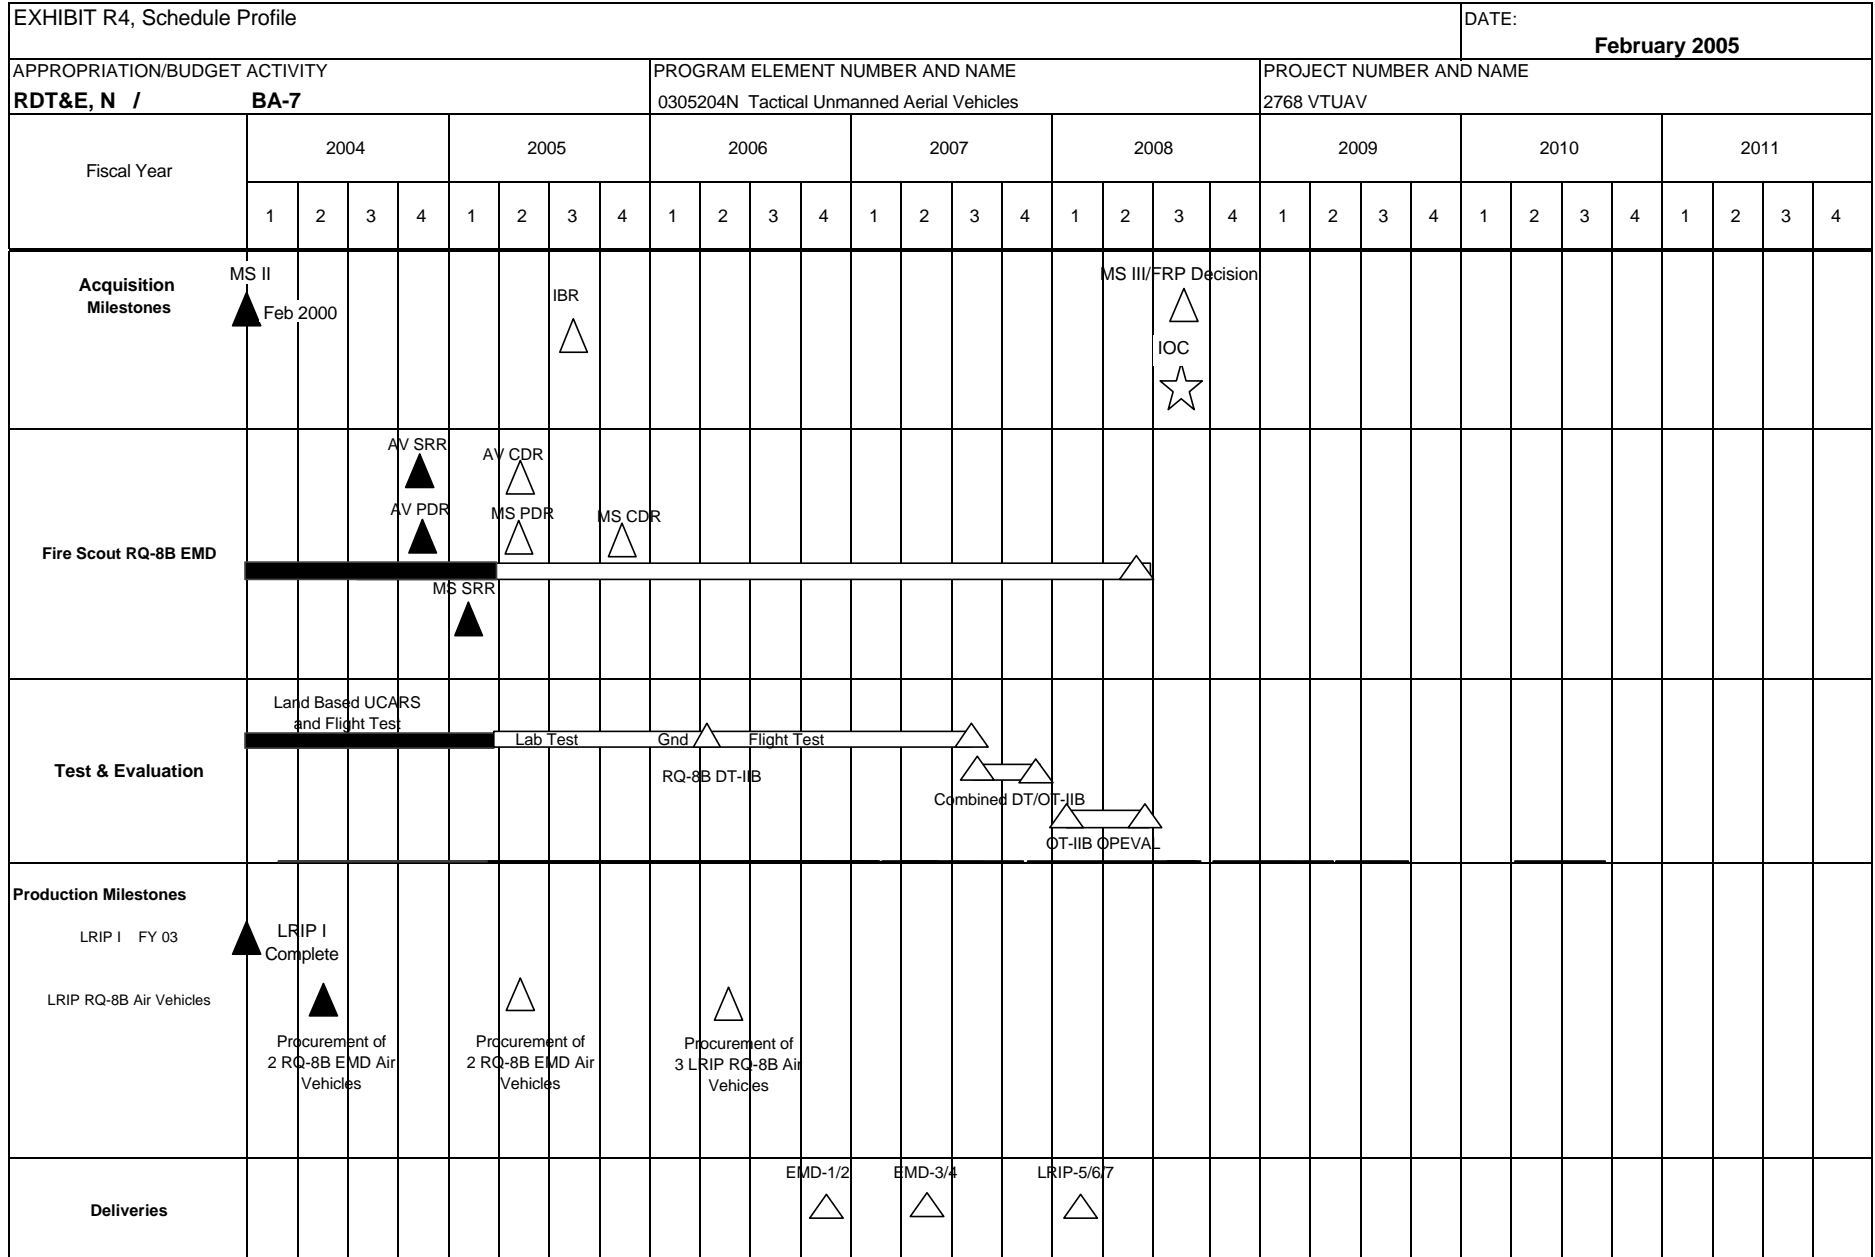 EXHIBIT R4, Schedule Profile
DATE:
February 2005
APPROPRIATION/BUDGET ACTIVITY
PROGRAM ELEMENT NUMBER AND NAME
PROJECT NUMBER AND NAME
RDT&E, N / BA-7
0305204N Tactical Unmanned Aerial Vehicles
2768 VTUAV
Fiscal Year
2004 2005 2006 2007 2008 2009 2010 2011
1 2 3 4 1 2 3 4 1 2 3 4 1 2 3 4 1 2 3 4 1 2 3 4 1 2 3 4 1 2 3 4
Acquisition
Milestones
MS II
Feb 2000
IBR
MS III/FRP Decision
IOC
Fire Scout RQ-8B EMD
AV SRR
AV CDR
AV PDR
MS PDR
MS CDR
MS SRR
Test & Evaluation
Land Based UCARS
and Flight Test
Lab Test
Gnd
Flight Test
RQ-8B DT-IIB
Combined DT/OT-IIB
OT-IIB OPEVAL
Production Milestones
LRIP I FY 03
LRIP I
Complete
LRIP RQ-8B Air Vehicles
Procurement of
2 RQ-8B EMD Air
Vehicles
Procurement of
2 RQ-8B EMD Air
Vehicles
Procurement of
3 LRIP RQ-8B Air
Vehicles
Deliveries
EMD-1/2
EMD-3/4
LRIP-5/6/7